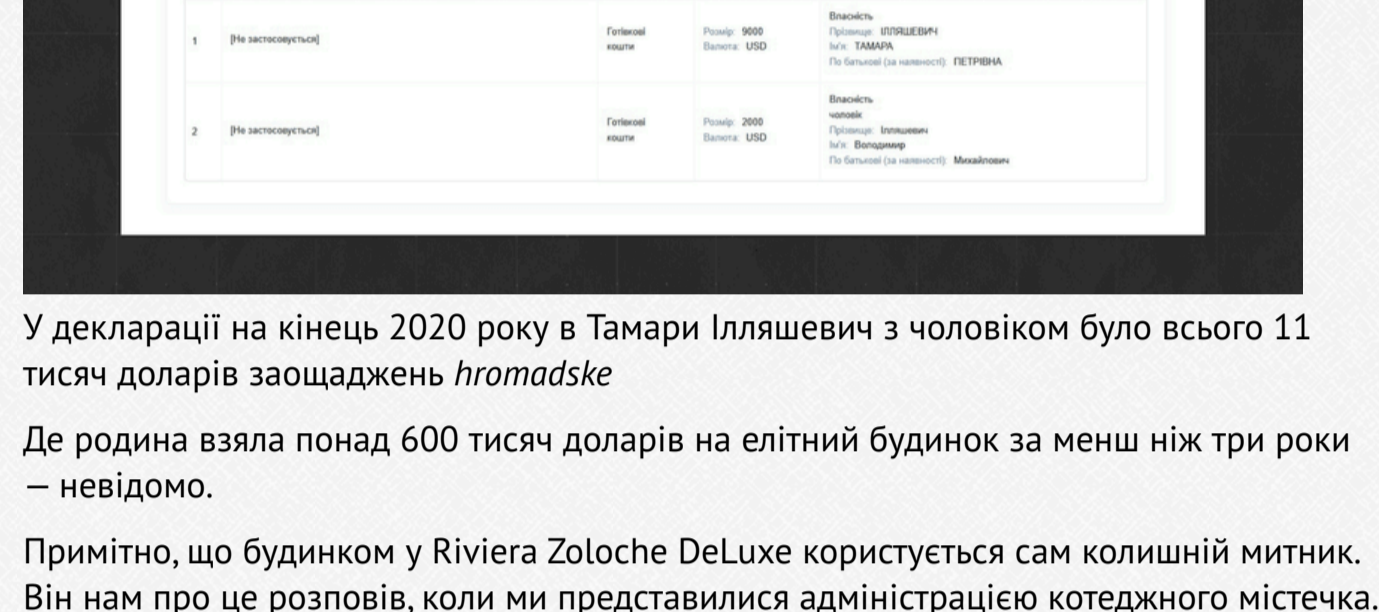 Власність
Прізвище: ІЛЛЯШЕВИЧ
1 [Не застосовується] Готівкові кошти Розмір: 9000 Валюта: USD
Ім'я: ТАМАРА
По батькові (за наявності): ПЕТРІВНА
Власність
чоловік
2 [Не застосовується] Готівкові кошти Розмір: 2000 Валюта: USD
Прізвище: Ілляшевич
Ім'я: Володимир
По батькові (за наявності): Михайлович
У декларації на кінець 2020 року в Тамари Ілляшевич з чоловіком було всього 11
тисяч доларів заощаджень hromadske
Де родина взяла понад 600 тисяч доларів на елітний будинок за менш ніж три роки
— невідомо.
Примітно, що будинком у Riviera Zoloche DeLuxe користується сам колишній митник.
Він нам про це розповів, коли ми представилися адміністрацією котеджного містечка.